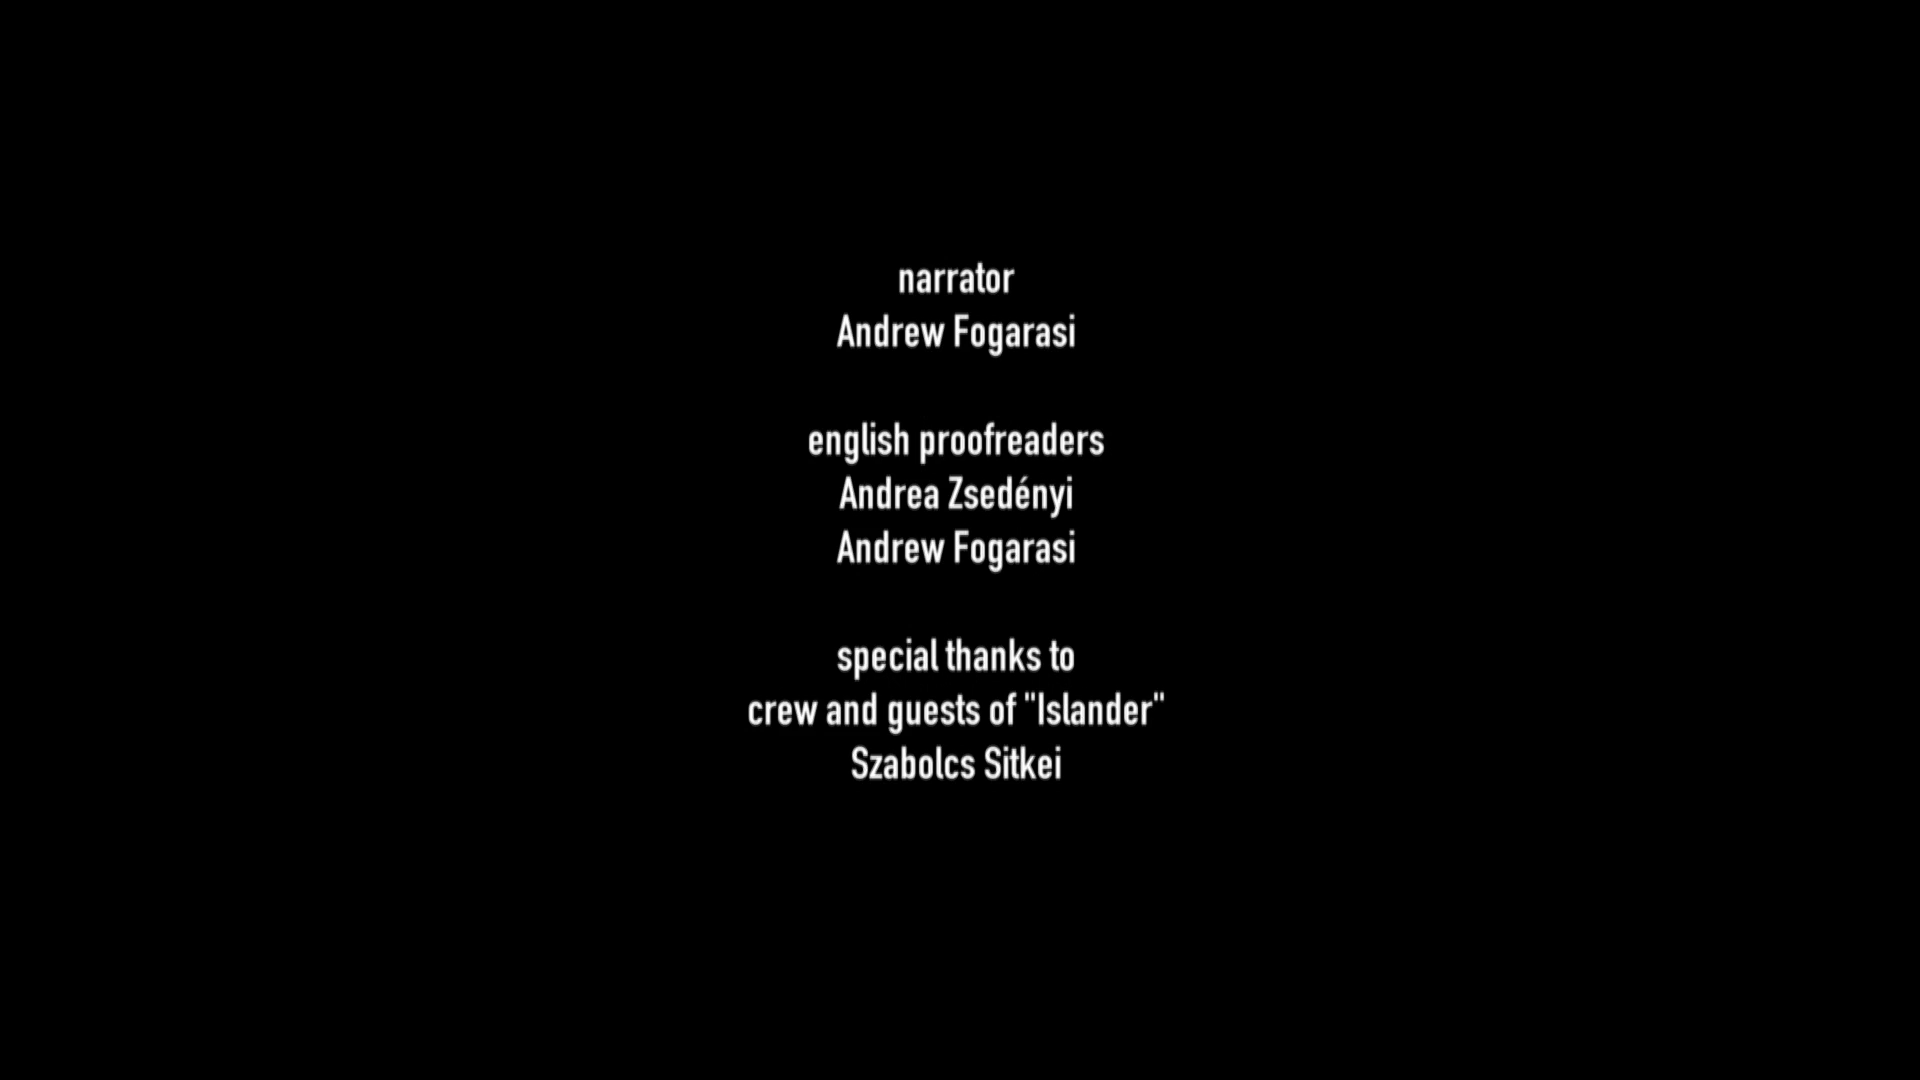 narrator
Andrew Fogarasi
english proofreaders
Andrea Zsedényi
Andrew Fogarasi
special thanks to
crew and guests of "Islander"
Szabolcs Sitkei